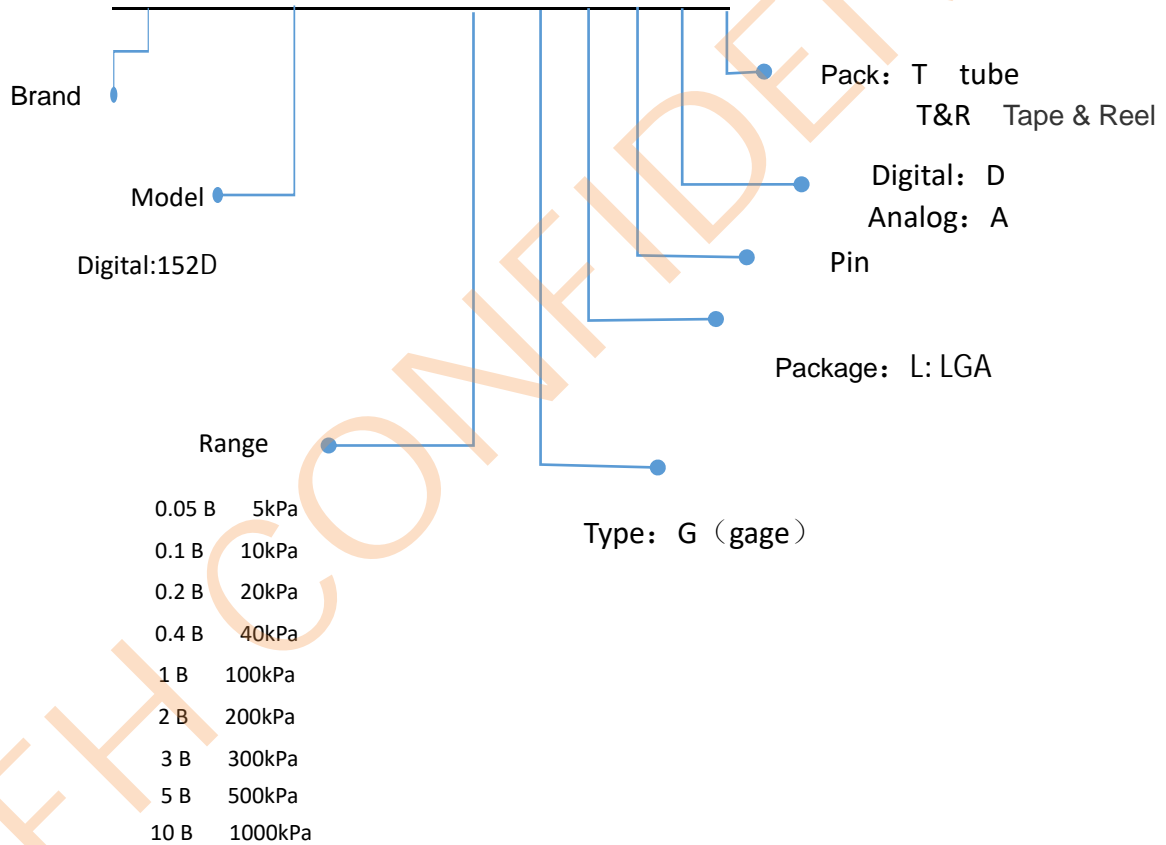 Pack：T tube
T&R Tape & Reel
Brand
Digital：D
Analog：A
Model
Pin
Digital:152D
Package：L: LGA
Range
0.05 B 5kPa
0.1 B 10kPa
0.2 B 20kPa
0.4 B 40kPa
1 B 100kPa
2 B 200kPa
3 B 300kPa
5 B 500kPa
10 B 1000kPa
Type：G（gage）
FH CONFIDE